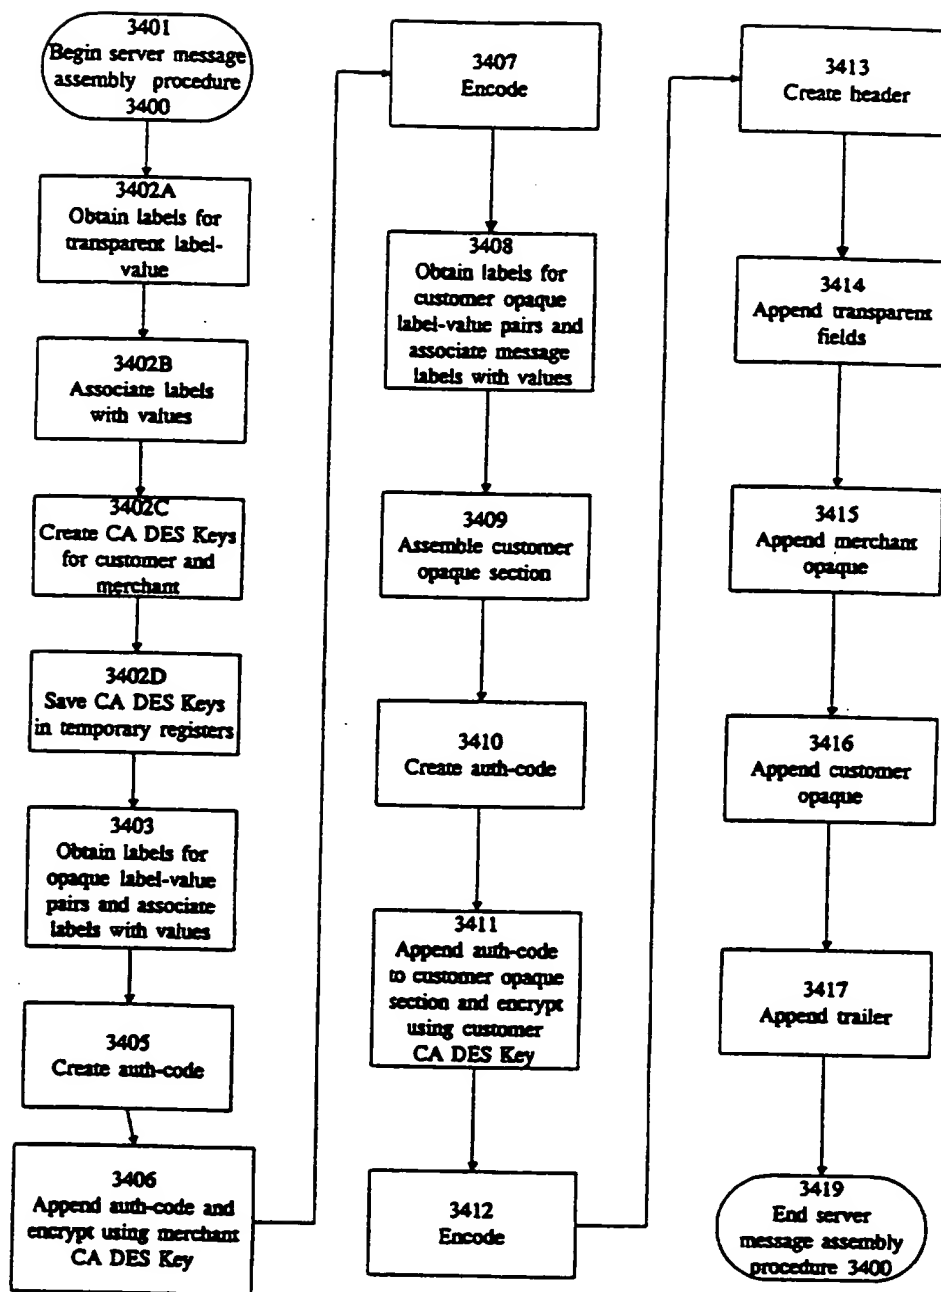 3401
Begin server message
assembly procedure
3400
3402A
Obtain labels for
transparent label-
value
3402B
Associate labels
with values
3402C
Create CA DES Keys
for customer and
merchant
3402D
Save CA DES Keys
in temporary registers
3403
Obtain labels for
opaque label-value
pairs and associate
labels with values
3405
Create auth-code
3406
Append auth-code and
encrypt using merchant
CA DES Key
3407
Encode
3408
Obtain labels for
customer opaque
label-value pairs and
associate message
labels with values
3409
Assemble customer
opaque section
3410
Create auth-code
3411
Append auth-code
to customer opaque
section and encrypt
using customer
CA DES Key
3412
Encode
3413
Create header
3414
Append transparent
fields
3415
Append merchant
opaque
3416
Append customer
opaque
3417
Append trailer
3419
End server
message assembly
procedure 3400